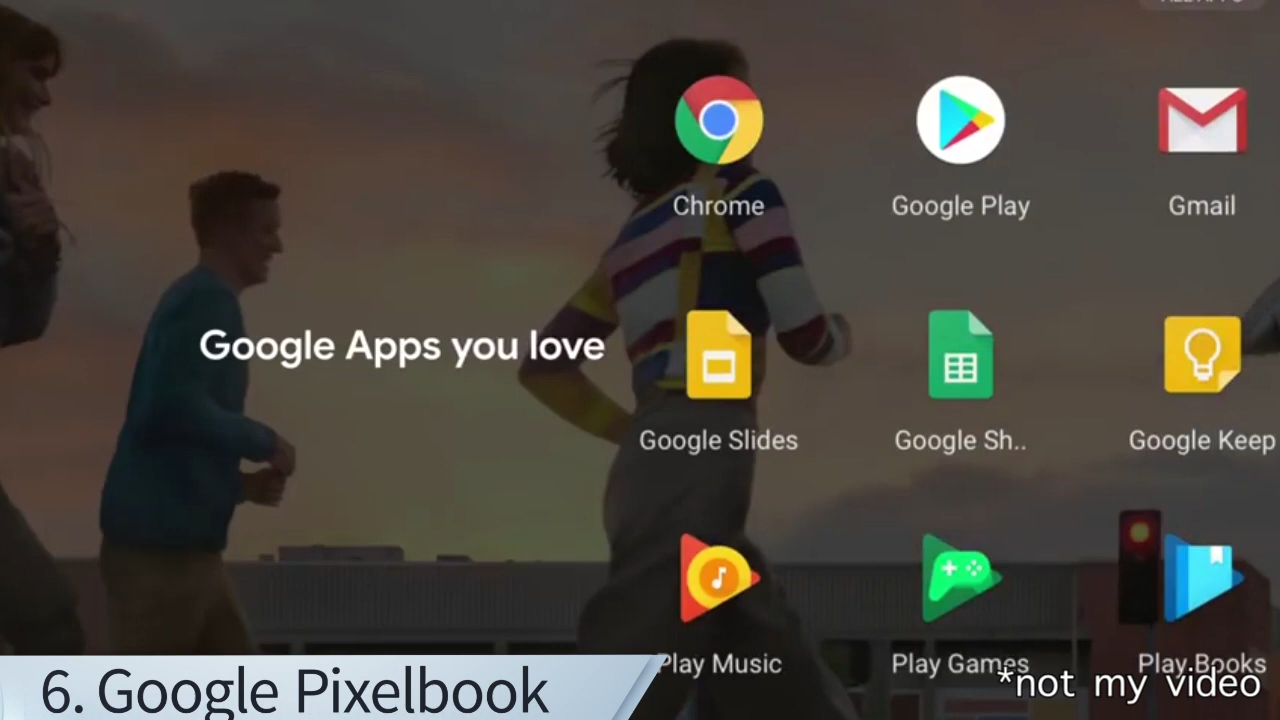 Chrome
Google Play
Gmail
Google Apps you love
Google Slides
Google Sh..
Google Keep
Play Music
Play Games
Play Books
6. Google Pixelbook
*not my video